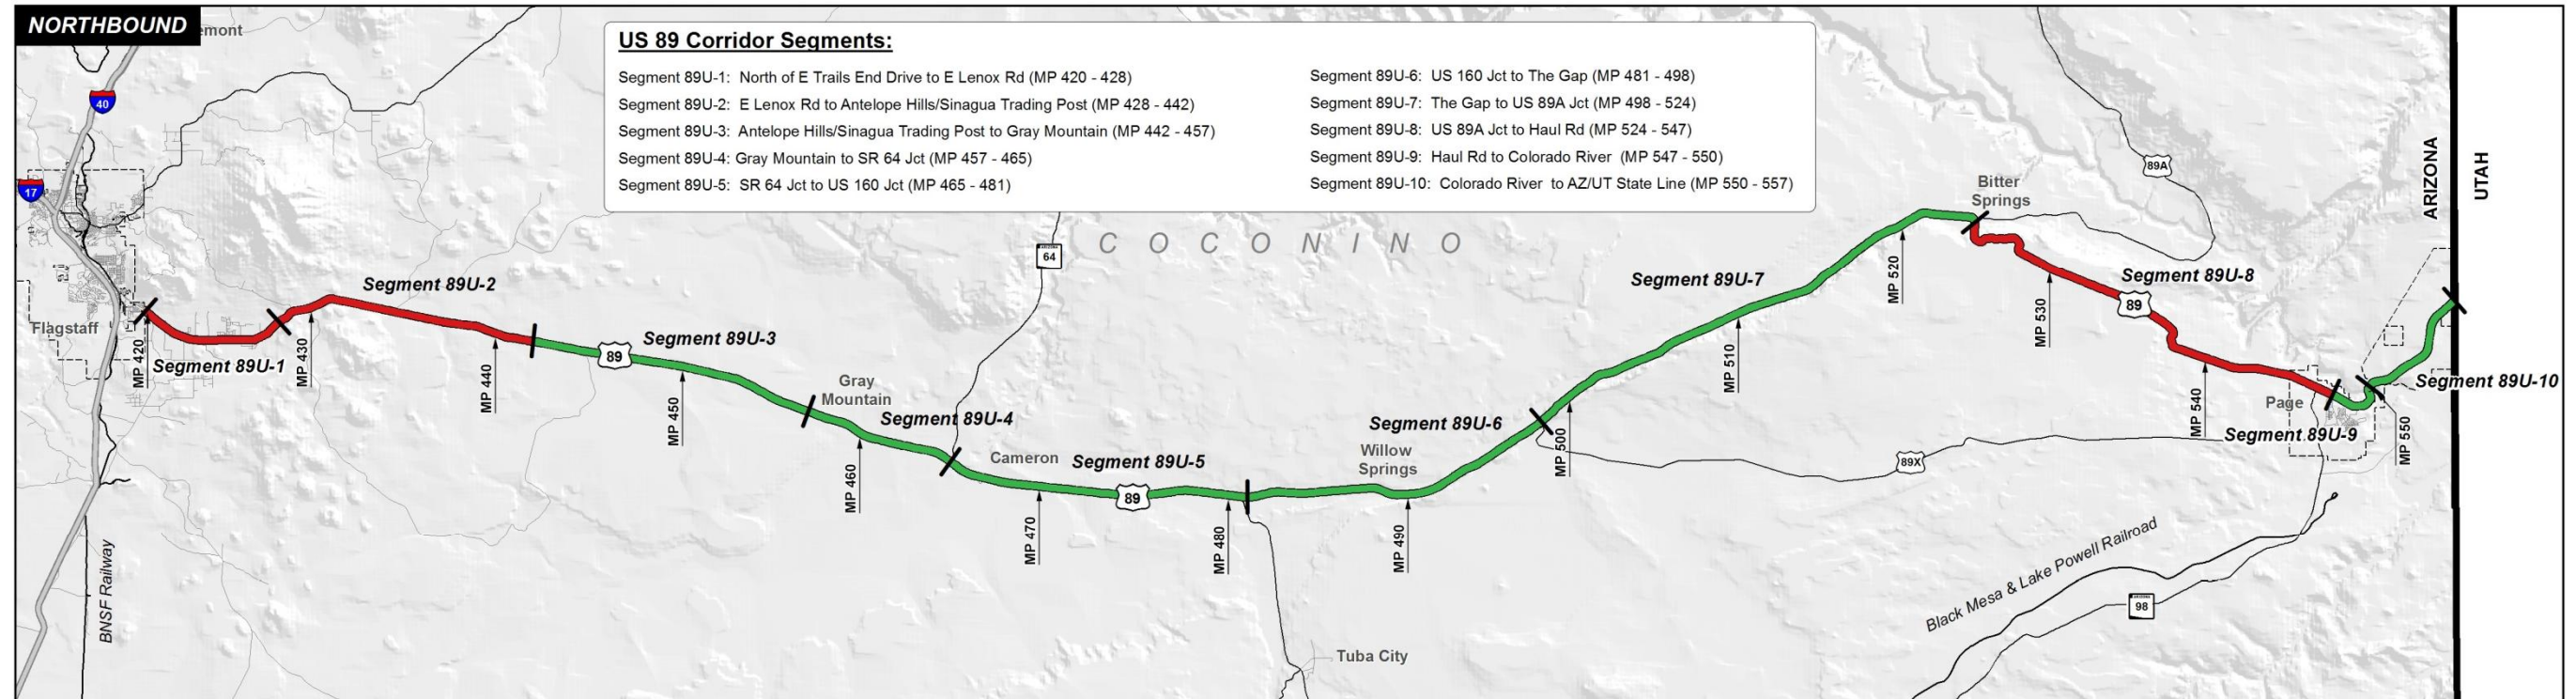 NORTHBOUND
emont
US 89 Corridor Segments:
Segment 89U-1: North of E Trails End Drive to E Lenox Rd (MP 420 - 428)
Segment 89U-2: E Lenox Rd to Antelope Hills/Sinagua Trading Post (MP 428 - 442)
Segment 89U-3: Antelope Hills/Sinagua Trading Post to Gray Mountain (MP 442 - 457)
Segment 89U-4: Gray Mountain to SR 64 Jct (MP 457 - 465)
Segment 89U-5: SR 64 Jct to US 160 Jct (MP 465 - 481)
Segment 89U-6: US 160 Jct to The Gap (MP 481 - 498)
Segment 89U-7: The Gap to US 89A Jct (MP 498 - 524)
Segment 89U-8: US 89A Jct to Haul Rd (MP 524 - 547)
Segment 89U-9: Haul Rd to Colorado River (MP 547 - 550)
Segment 89U-10: Colorado River to AZ/UT State Line (MP 550 - 557)
40
17
Flagstaff
MP 420
Segment 89U-1
MP 430
Segment 89U-2
MP 440
89
Segment 89U-3
MP 450
Gray
Mountain
Segment 89U-4
MP 460
64
COCONINO
Cameron
Segment 89U-5
MP 470
89
MP 480
Segment 89U-6
Willow
Springs
MP 490
MP 500
Segment 89U-7
MP 510
MP 520
Bitter
Springs
89A
MP 530
Segment 89U-8
89
MP 540
89X
Page
Segment 89U-9
MP 550
Segment 89U-10
ARIZONA
UTAH
BNSF Railway
Tuba City
Black Mesa & Lake Powell Railroad
98